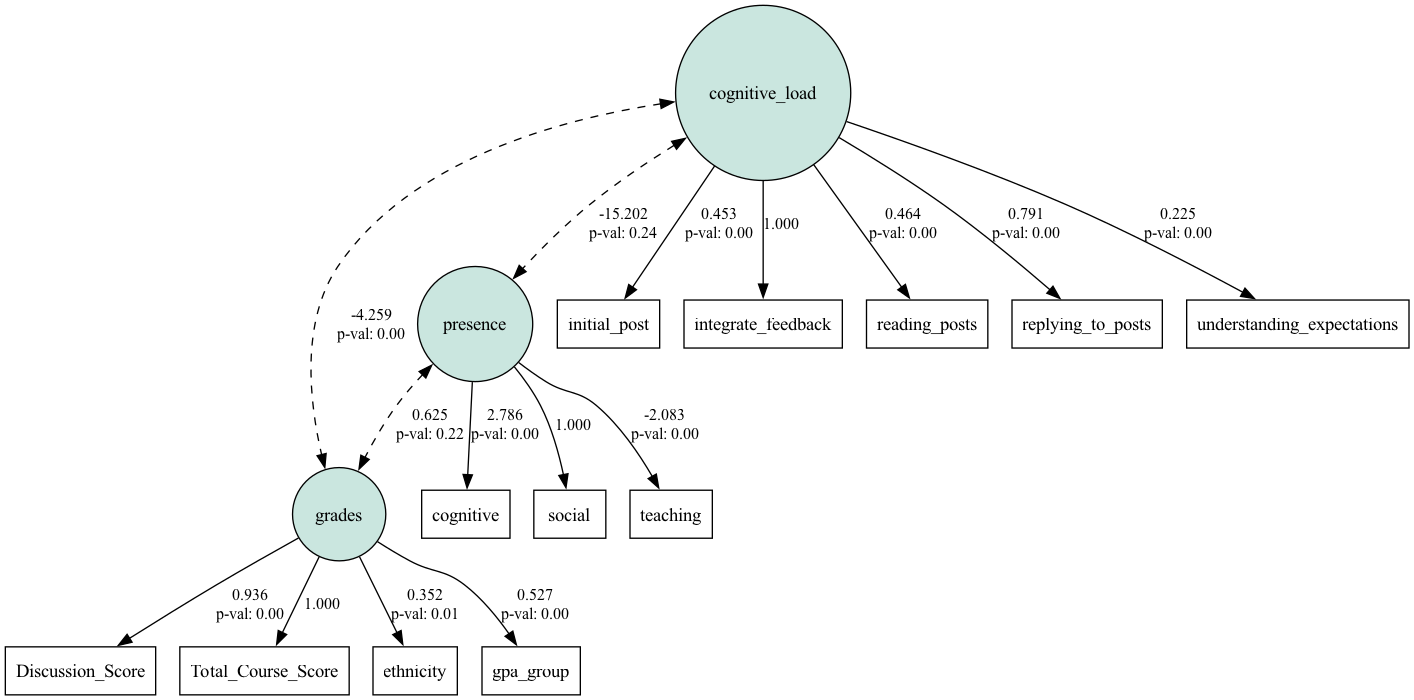 cognitive_load
-15.202
p-val: 0.24
0.453
p-val: 0.00
1.000
0.464
p-val: 0.00
0.791
p-val: 0.00
0.225
p-val: 0.00
-4.259
p-val: 0.00
presence
initial_post
integrate_feedback
reading_posts
replying_to_posts
understanding_expectations
0.625
p-val: 0.22
2.786
p-val: 0.00
1.000
-2.083
p-val: 0.00
grades
cognitive
social
teaching
0.936
p-val: 0.00
1.000
0.352
p-val: 0.01
0.527
p-val: 0.00
Discussion_Score
Total_Course_Score
ethnicity
gpa_group